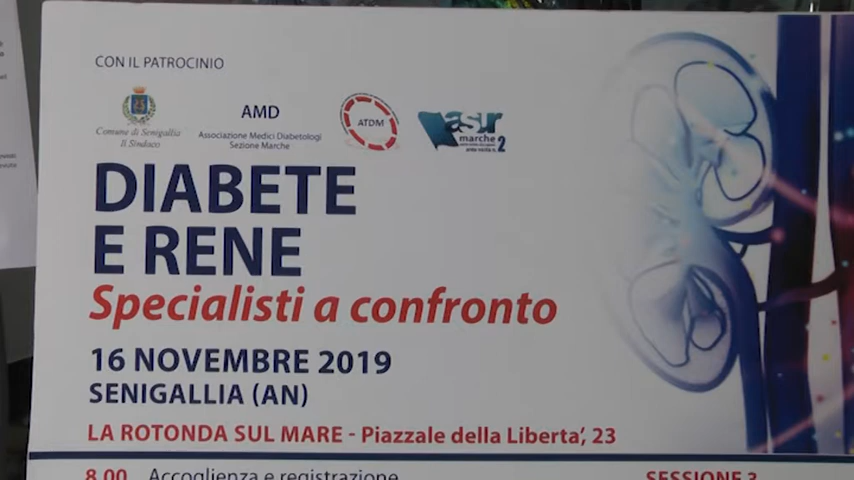 CON IL PATROCINIO
Comune di Senigallia
Il Sindaco
AMD
Associazione Medici Diabetologi
Sezione Marche
ATDM
asur
marche
2
DIABETE
E RENE
Specialisti a confronto
16 NOVEMBRE 2019
SENIGALLIA (AN)
LA ROTONDA SUL MARE - Piazzale della Liberta', 23
8.00 Accoglienza e registrazione
SESSIONE 3